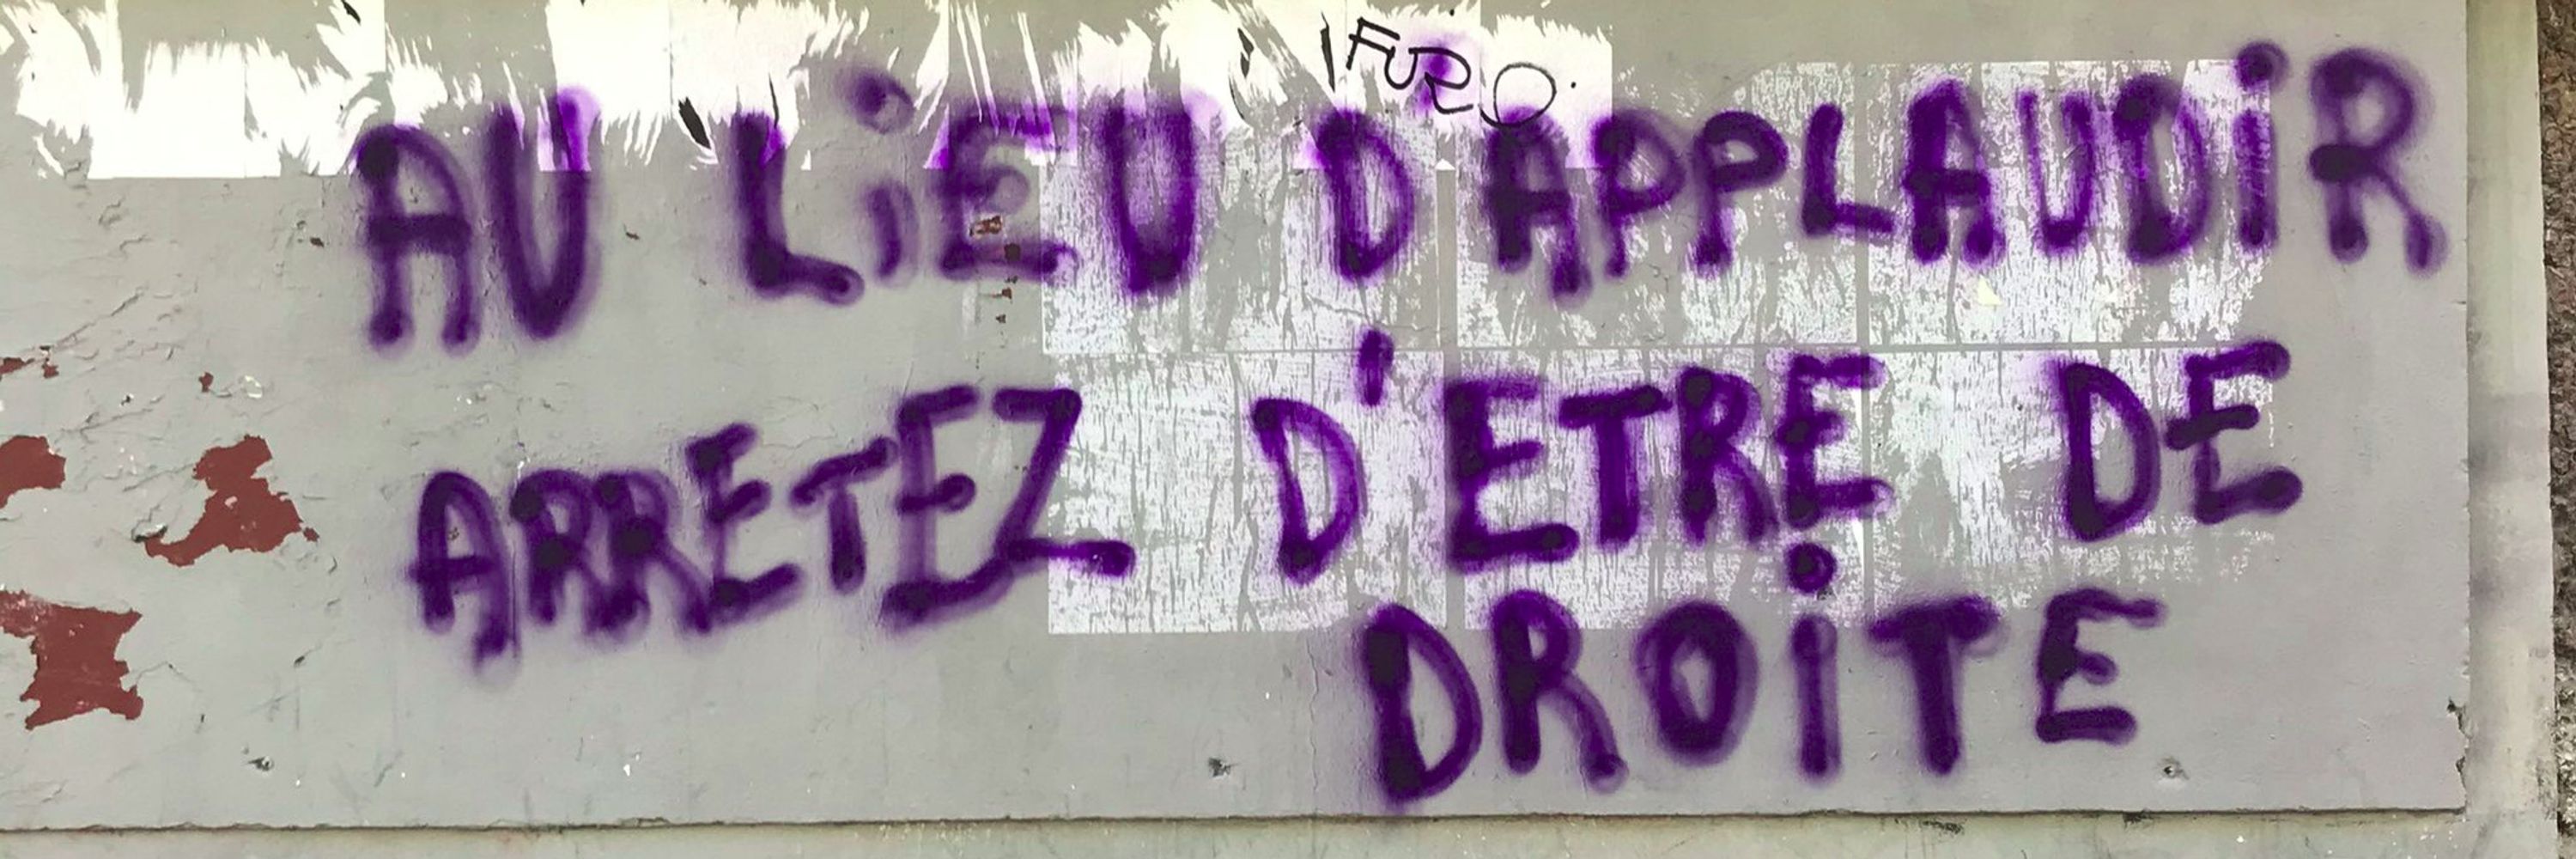 FURO
AU LiEU D'APPLAUDiR
ARRETEZ D'ETRE DE
DROiTE